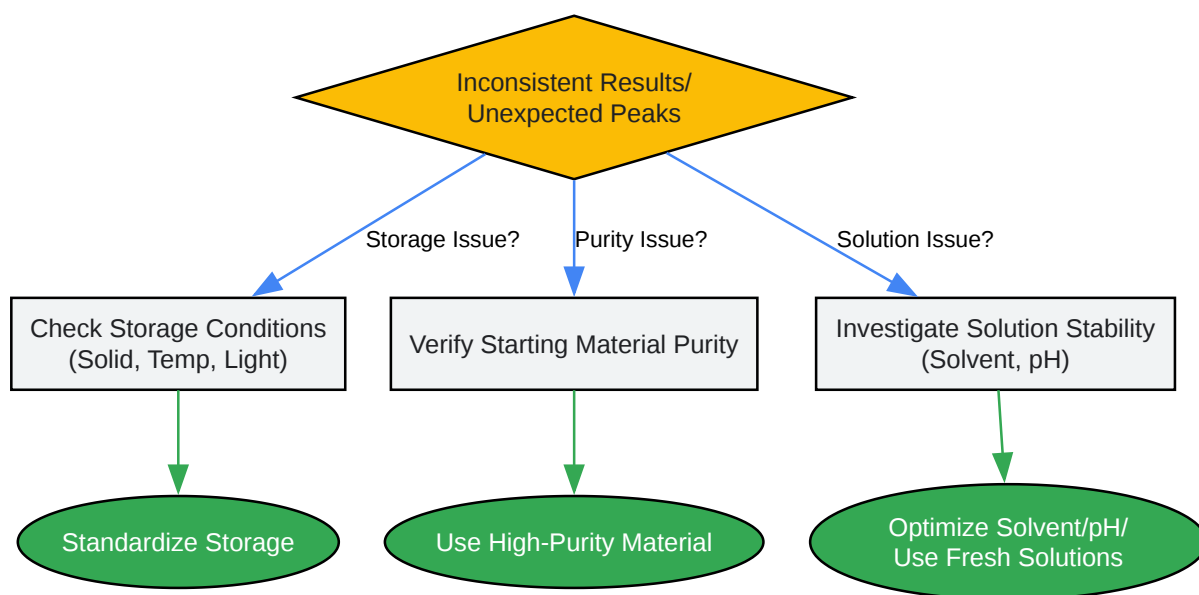 Inconsistent Results/
Unexpected Peaks
Storage Issue?
Purity Issue?
Solution Issue?
Check Storage Conditions
(Solid, Temp, Light)
Verify Starting Material Purity
Investigate Solution Stability
(Solvent, pH)
Standardize Storage
Use High-Purity Material
Optimize Solvent/pH/
Use Fresh Solutions